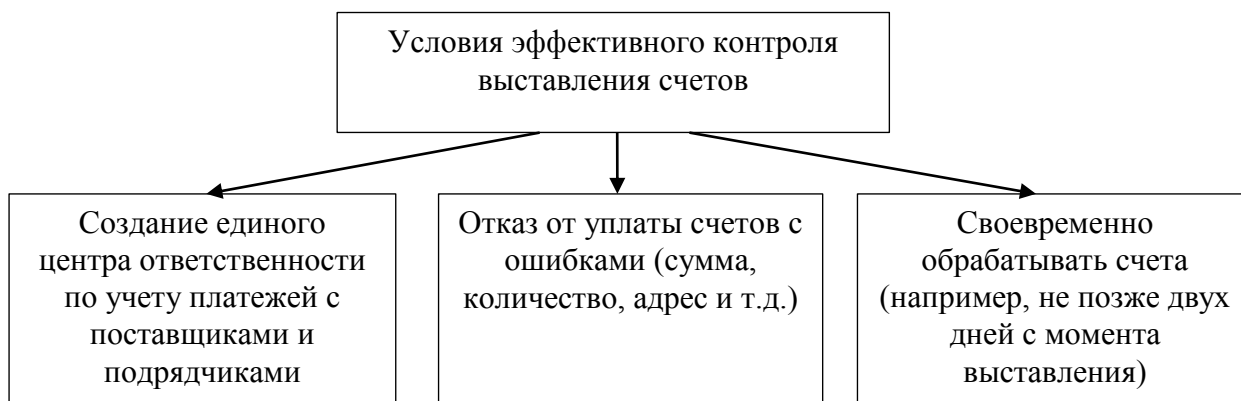 Условия эффективного контроля
выставления счетов
Создание единого
центра ответственности
по учету платежей с
поставщиками и
подрядчиками
Отказ от уплаты счетов с
ошибками (сумма,
количество, адрес и т.д.)
Своевременно
обрабатывать счета
(например, не позже двух
дней с момента
выставления)